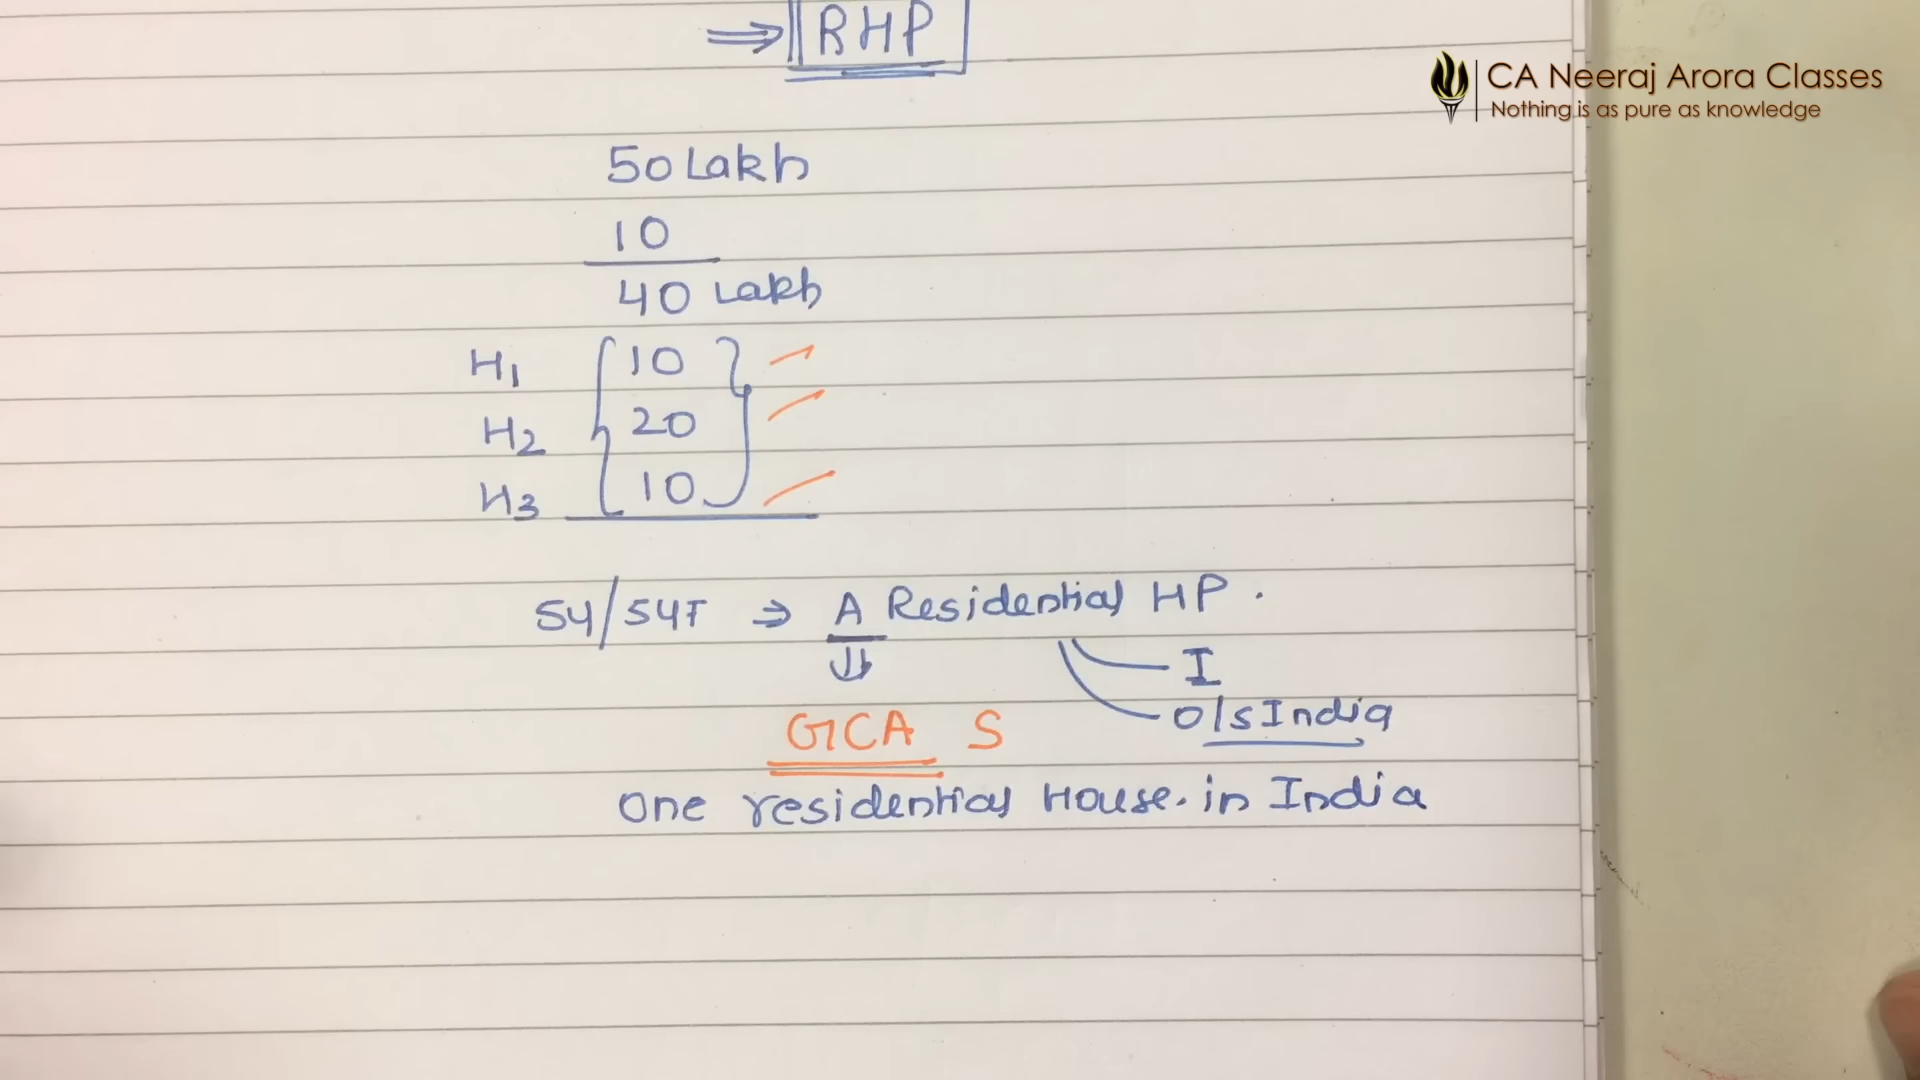 ⇒ RHP
CA Neeraj Arora Classes
Nothing is as pure as knowledge
50 Lakh
10
40 Lakh
H1 10
H2 20
H3 10
54/54F ⇒ A Residential HP.
I
O/s India
GCA S
One residential House. in India